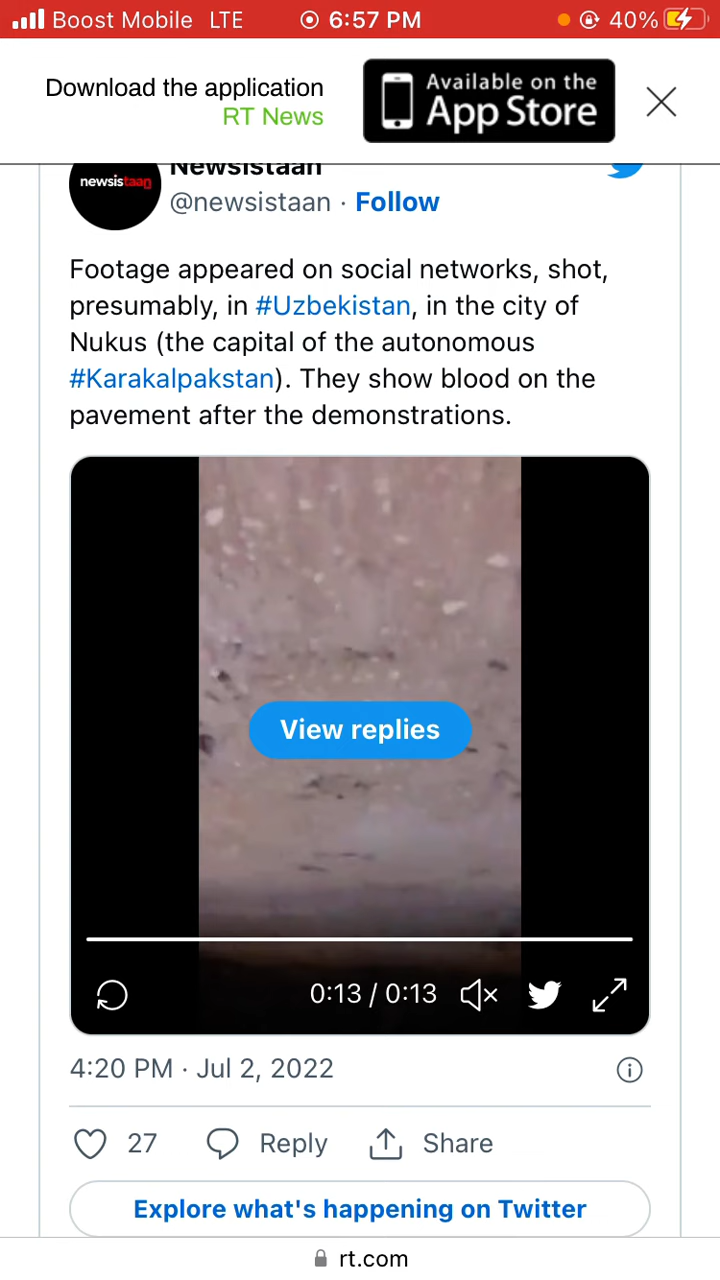 Boost Mobile LTE 6:57 PM 40%
Download the application
RT News
Available on the
App Store
newsistaan
Newsistaan
@newsistaan · Follow
Footage appeared on social networks, shot,
presumably, in #Uzbekistan, in the city of
Nukus (the capital of the autonomous
#Karakalpakstan). They show blood on the
pavement after the demonstrations.
View replies
0:13 / 0:13
4:20 PM · Jul 2, 2022
27 Reply Share
Explore what's happening on Twitter
rt.com